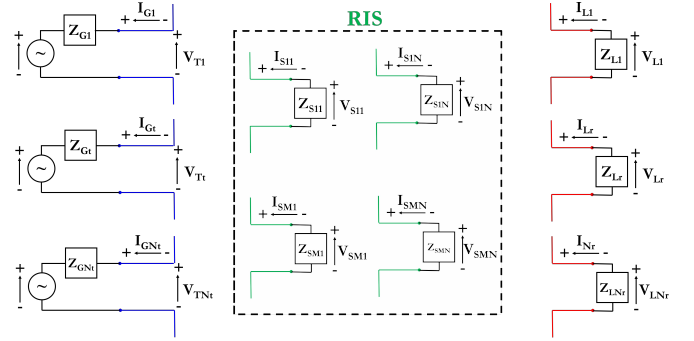 RIS
+ I_G1 -
Z_G1
+
-
~
+
V_T1
-
+ I_Gt -
Z_Gt
+
-
~
+
V_Tt
-
+ I_GNt -
Z_GNt
+
-
~
+
V_TNt
-
+ I_S11 -
Z_S11
+
V_S11
-
+ I_S1N -
Z_S1N
+
V_S1N
-
+ I_SM1 -
Z_SM1
+
V_SM1
-
+ I_SMN -
Z_SMN
+
V_SMN
-
+ I_L1 -
Z_L1
+
V_L1
-
+ I_Lr -
Z_Lr
+
V_Lr
-
+ I_Nr -
Z_LNr
+
V_LNr
-